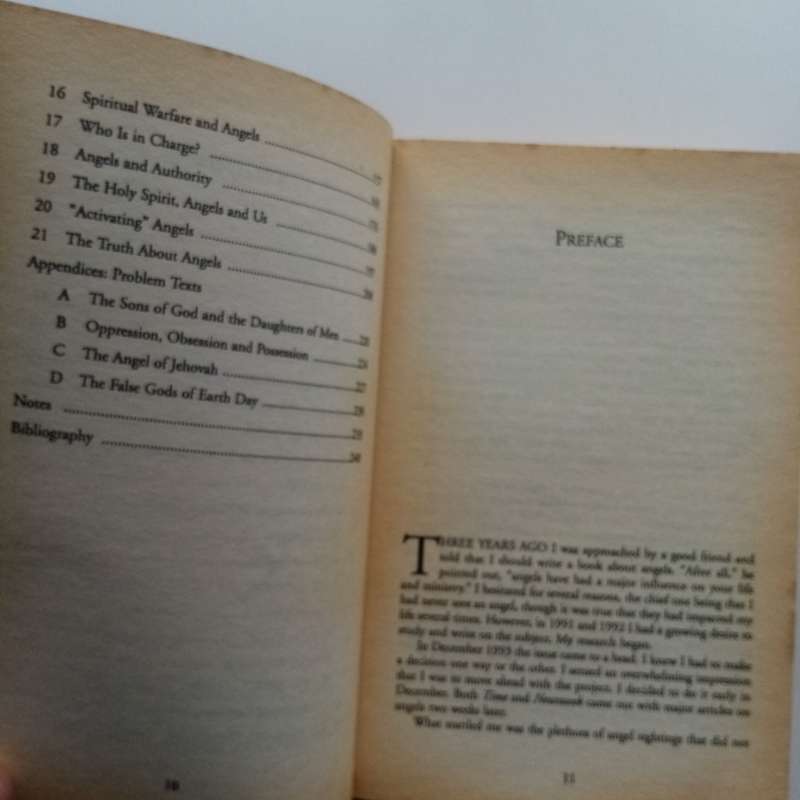 16 Spiritual Warfare and Angels
17 Who Is in Charge?
18 Angels and Authority
19 The Holy Spirit, Angels and Us
20 "Activating" Angels
21 The Truth About Angels
Appendices: Problem Texts
A The Sons of God and the Daughters of Men
B Oppression, Obsession and Possession
C The Angel of Jehovah
D The False Gods of Earth Day
Notes
Bibliography
10
PREFACE
THREE YEARS AGO I was approached by a good friend and
told that I should write a book about angels. "After all," he
pointed out, "angels have had a major influence on your life
and ministry." I hesitated for several reasons, the chief one being that I
had never seen an angel, though it was true that they had impacted my
life several times. However, in 1991 and 1992 I had a growing desire to
study and write on the subject. My research began.
In December 1993 the issue came to a head. I knew I had to make
a decision one way or the other. I sensed an overwhelming impression
that I was to move ahead with the project. I decided to do it early in
December. Both Time and Newsweek came out with major articles on
angels two weeks later.
What startled me was the plethora of angel sightings that did not
11